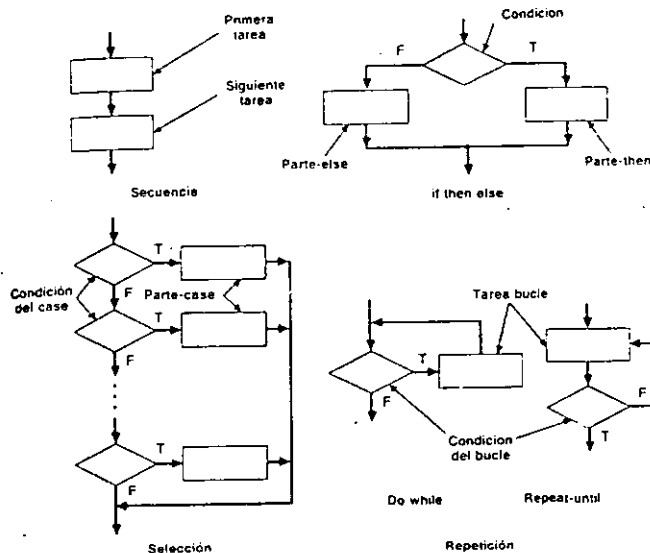 Primera
tarea
Siguiente
tarea
Secuencia
Condicion
F
T
Parte-else
Parte-then
if then else
Condición
del case
T
F
Parte-case
T
F
T
F
Selección
Tarea bucle
T
F
F
T
Condicion
del bucle
Do while
Repeat-until
Repetición